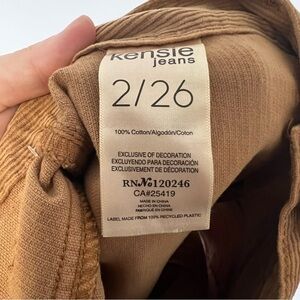 kensie
jeans
2/26
100% Cotton/Algodón/Coton
EXCLUSIVE OF DECORATION
EXCLUYENDO PARA DECORACIÓN
EXCLUSIVEMENT DE DÉCORATION
RN№120246
CA#25419
MADE IN CHINA
HECHO EN CHINA
FABRIQUÉ EN CHINE
LABEL MADE FROM 100% RECYCLED PLASTIC